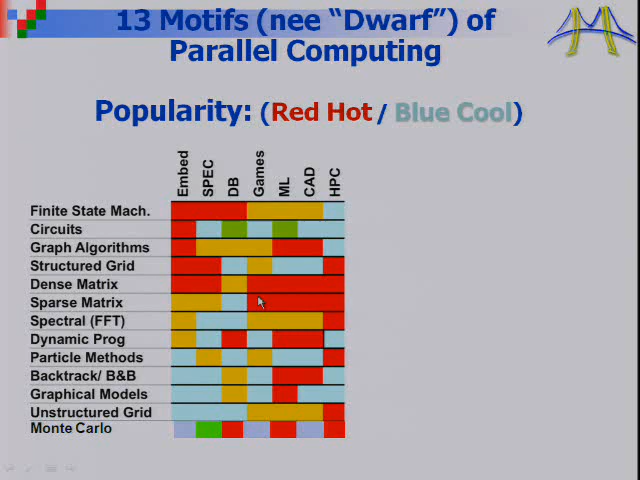 13 Motifs (nee “Dwarf”) of
Parallel Computing
Popularity: (Red Hot / Blue Cool)
Embed SPEC DB Games ML CAD HPC
Finite State Mach.
Circuits
Graph Algorithms
Structured Grid
Dense Matrix
Sparse Matrix
Spectral (FFT)
Dynamic Prog
Particle Methods
Backtrack/ B&B
Graphical Models
Unstructured Grid
Monte Carlo